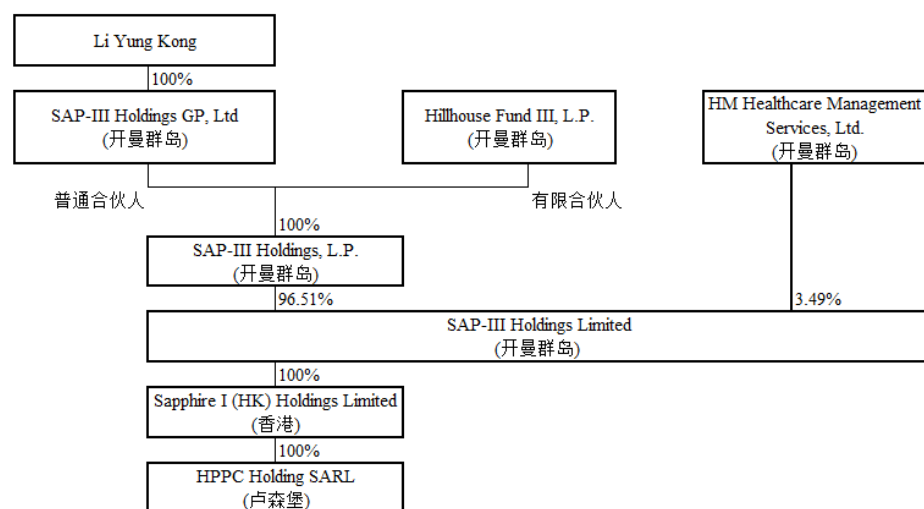 Li Yung Kong
100%
SAP-III Holdings GP, Ltd
(开曼群岛)
Hillhouse Fund III, L.P.
(开曼群岛)
HM Healthcare Management
Services, Ltd.
(开曼群岛)
普通合伙人
有限合伙人
100%
SAP-III Holdings, L.P.
(开曼群岛)
96.51%
3.49%
SAP-III Holdings Limited
(开曼群岛)
100%
Sapphire I (HK) Holdings Limited
(香港)
100%
HPPC Holding SARL
(卢森堡)